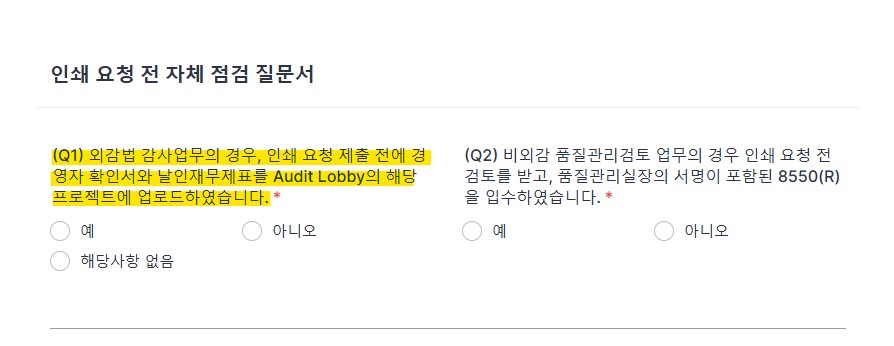 인쇄 요청 전 자체 점검 질문서
(Q1) 외감법 감사업무의 경우, 인쇄 요청 제출 전에 경
영자 확인서와 날인재무제표를 Audit Lobby의 해당
프로젝트에 업로드하였습니다. *
예
아니오
해당사항 없음
(Q2) 비외감 품질관리검토 업무의 경우 인쇄 요청 전
검토를 받고, 품질관리실장의 서명이 포함된 8550(R)
을 입수하였습니다. *
예
아니오